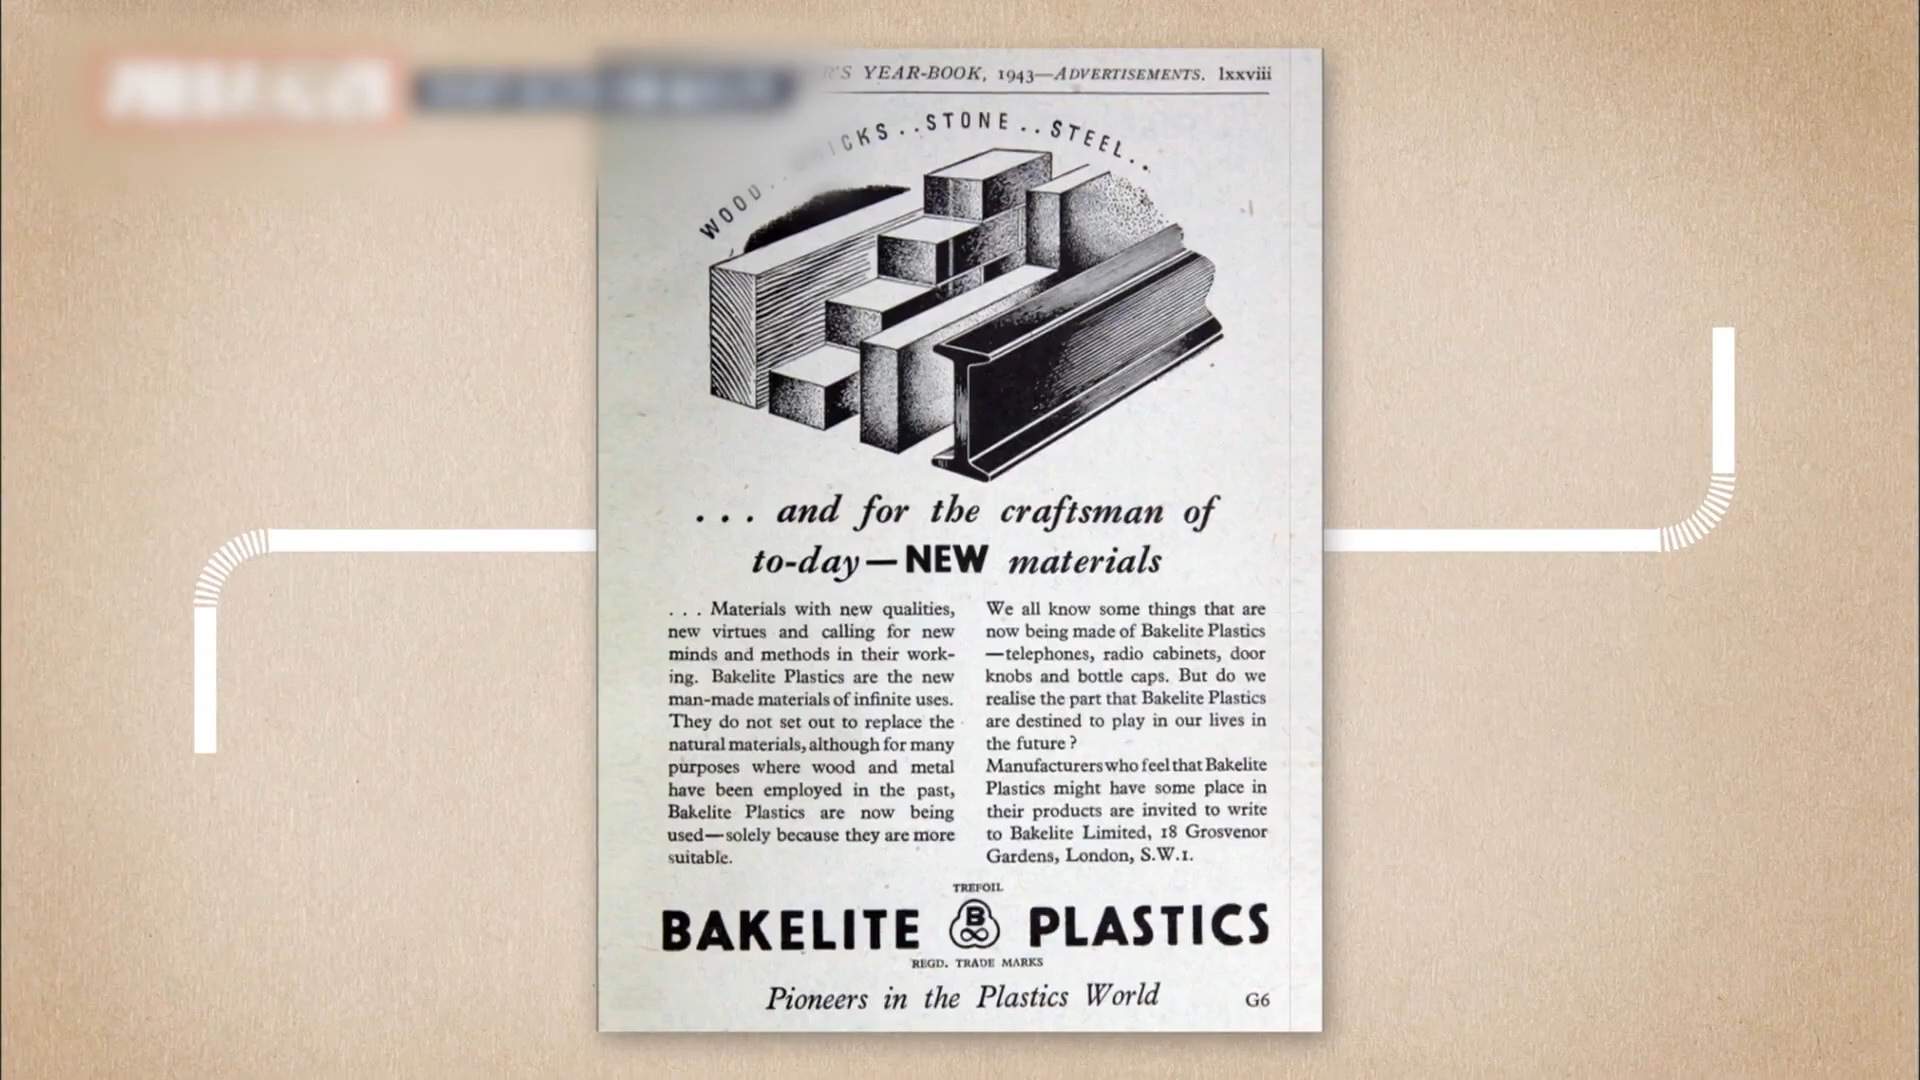 YEAR-BOOK, 1943—ADVERTISEMENTS. lxxviii
WOOD.. ..STONE..STEEL..
... and for the craftsman of
to-day—NEW materials
... Materials with new qualities,
new virtues and calling for new
minds and methods in their work-
ing. Bakelite Plastics are the new
man-made materials of infinite uses.
They do not set out to replace the
natural materials, although for many
purposes where wood and metal
have been employed in the past,
Bakelite Plastics are now being
used—solely because they are more
suitable.
We all know some things that are
now being made of Bakelite Plastics
—telephones, radio cabinets, door
knobs and bottle caps. But do we
realise the part that Bakelite Plastics
are destined to play in our lives in
the future?
Manufacturers who feel that Bakelite
Plastics might have some place in
their products are invited to write
to Bakelite Limited, 18 Grosvenor
Gardens, London, S.W.1.
TREFOIL
BAKELITE B PLASTICS
REGD. TRADE MARKS
Pioneers in the Plastics World
G6